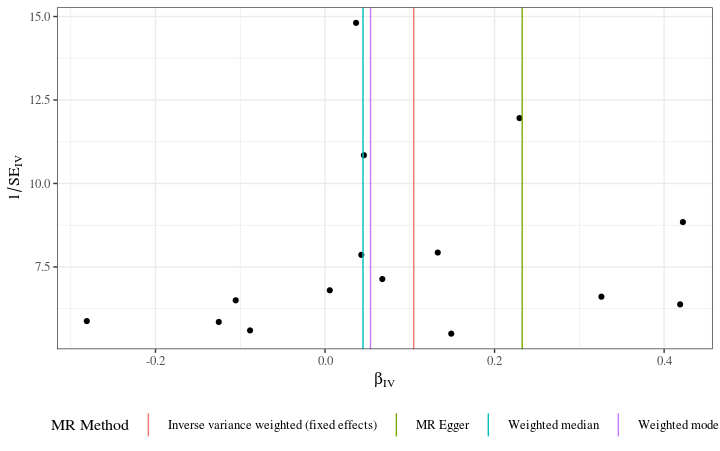 15.0
12.5
10.0
7.5
1/SE_IV
-0.2 0.0 0.2 0.4
β_IV
MR Method Inverse variance weighted (fixed effects) MR Egger Weighted median Weighted mode